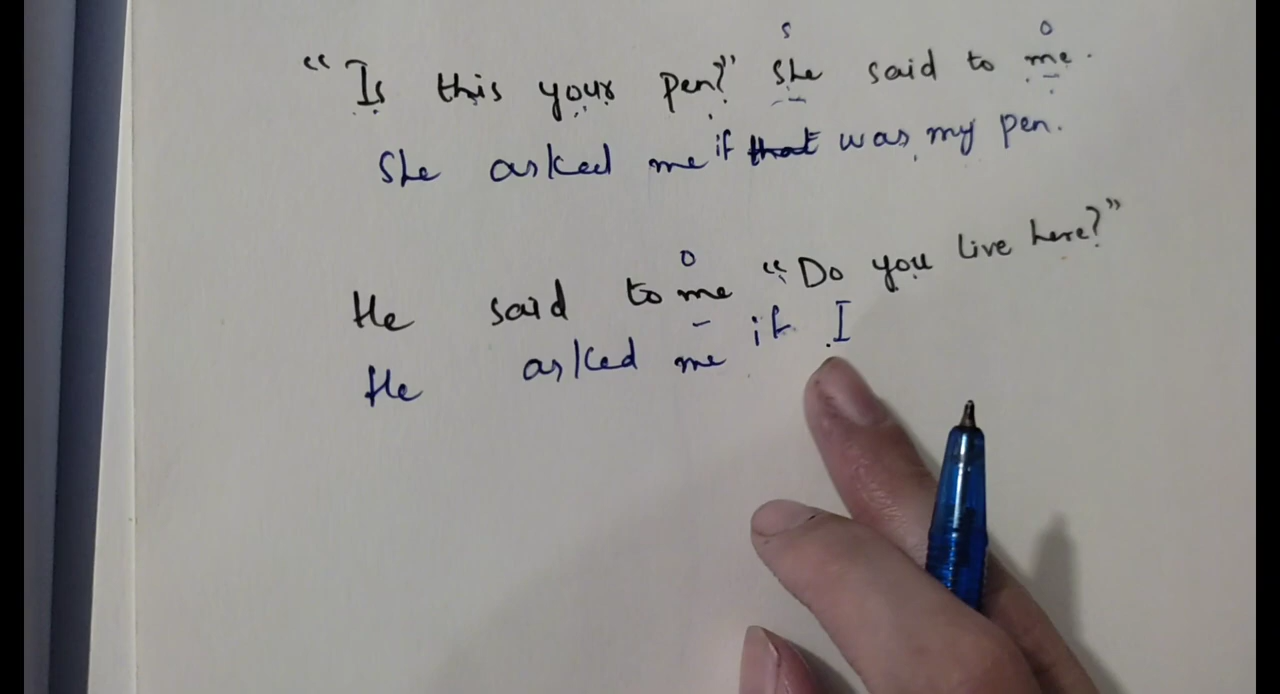 S O
"Is this your pen?" She said to me.
She asked me if that was my pen.
O
He said to me "Do you live here?"
He asked me if I